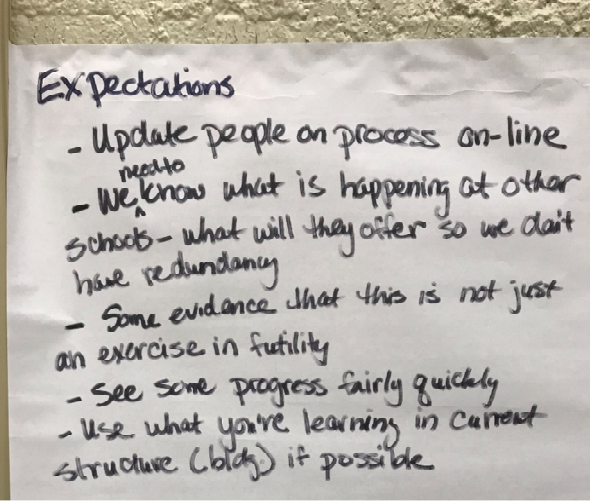 Expectations
- Update people on process on-line
need to
- We ^ know what is happening at other
schools - what will they offer so we don't
have redundancy
- Some evidence that this is not just
an exercise in futility
- See some progress fairly quickly
- Use what you're learning in current
structure (bldg.) if possible